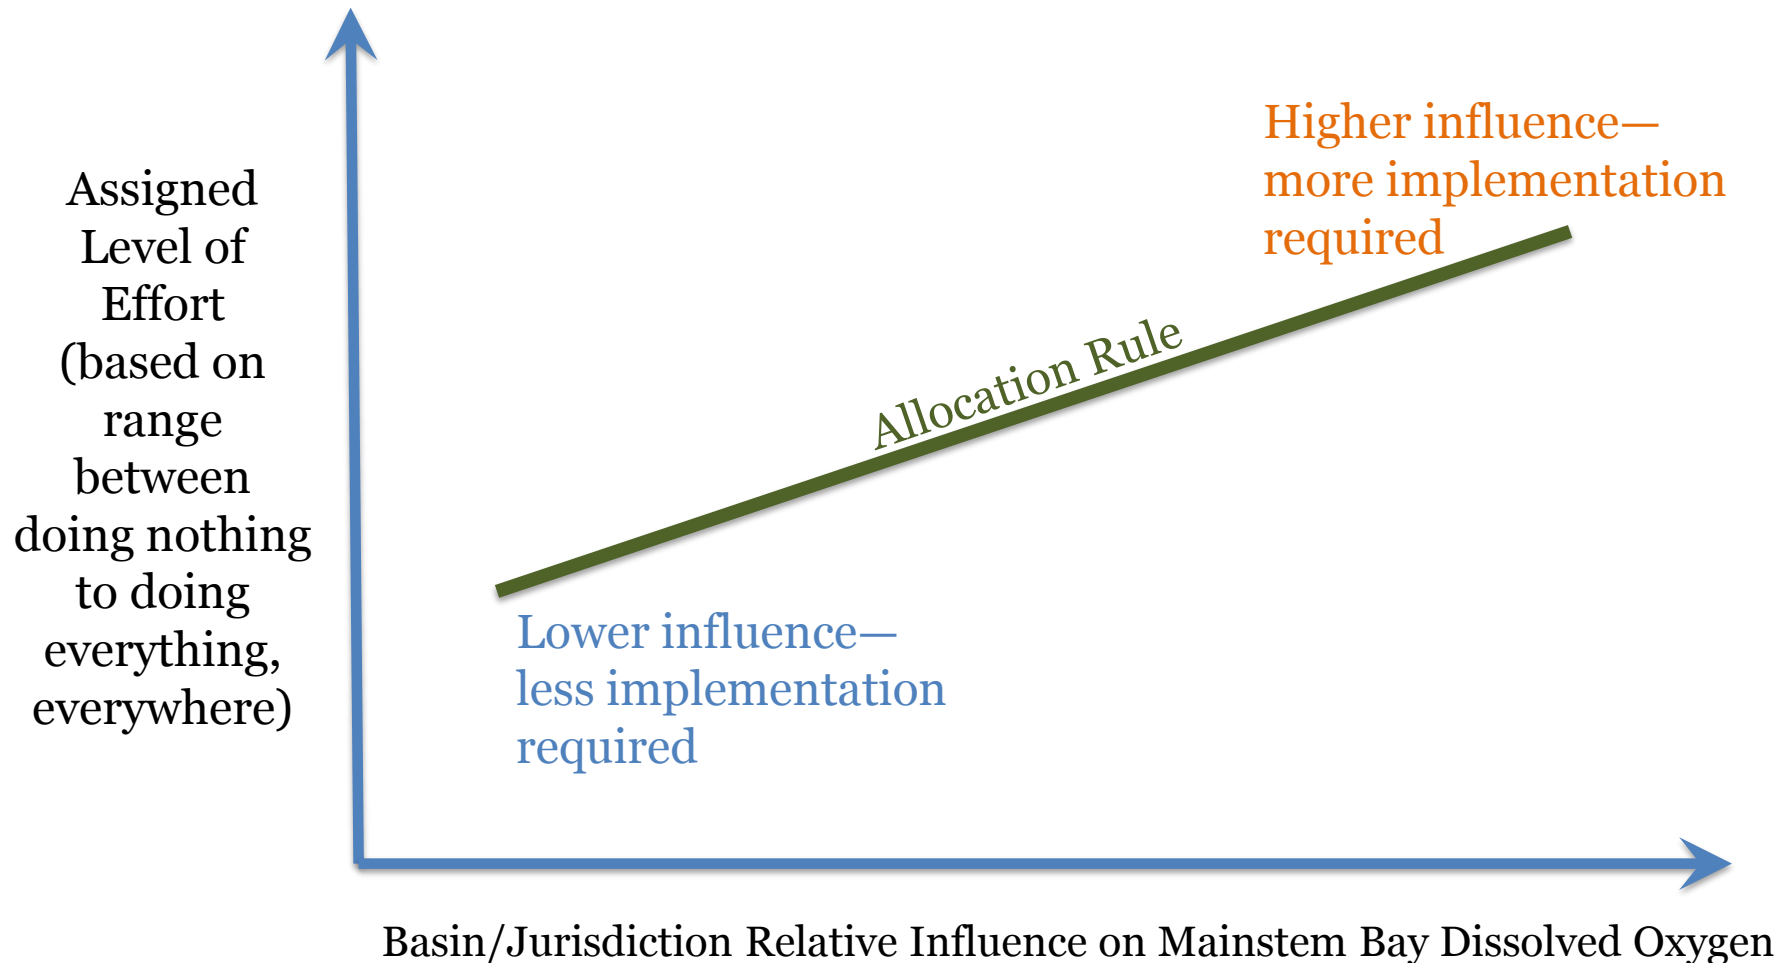 Assigned
Level of
Effort
(based on
range
between
doing nothing
to doing
everything,
everywhere)
Higher influence—
more implementation
required
Allocation Rule
Lower influence—
less implementation
required
Basin/Jurisdiction Relative Influence on Mainstem Bay Dissolved Oxygen